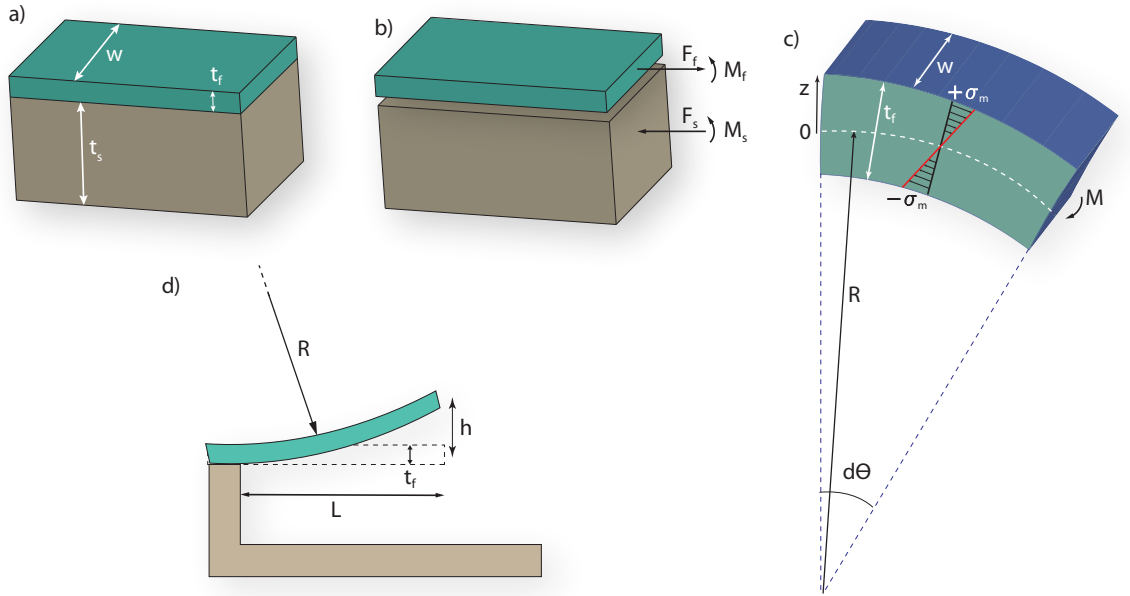 a)
w
t_f
t_s
b)
F_f
M_f
F_s
M_s
c)
w
z
+σ_m
t_f
0
−σ_m
M
R
dΘ
d)
R
h
t_f
L